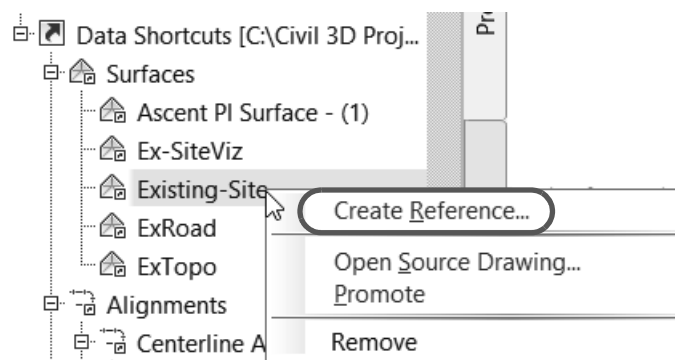 Data Shortcuts [C:\Civil 3D Proj...
Surfaces
Ascent PI Surface - (1)
Ex-SiteViz
Existing-Site
Create Reference...
ExRoad
Open Source Drawing...
ExTopo
Promote
Alignments
Centerline A
Remove